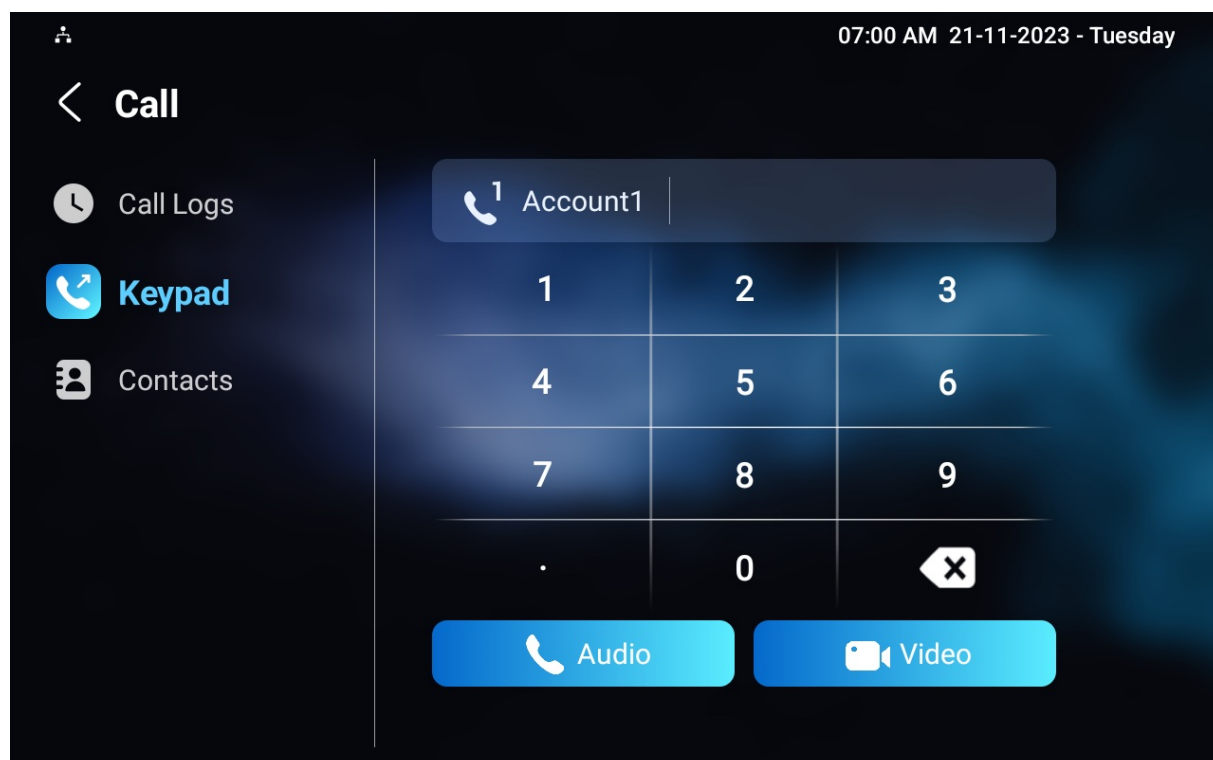 07:00 AM 21-11-2023 - Tuesday
Call
Call Logs
Keypad
Contacts
1 Account1
1 2 3
4 5 6
7 8 9
. 0
Audio Video